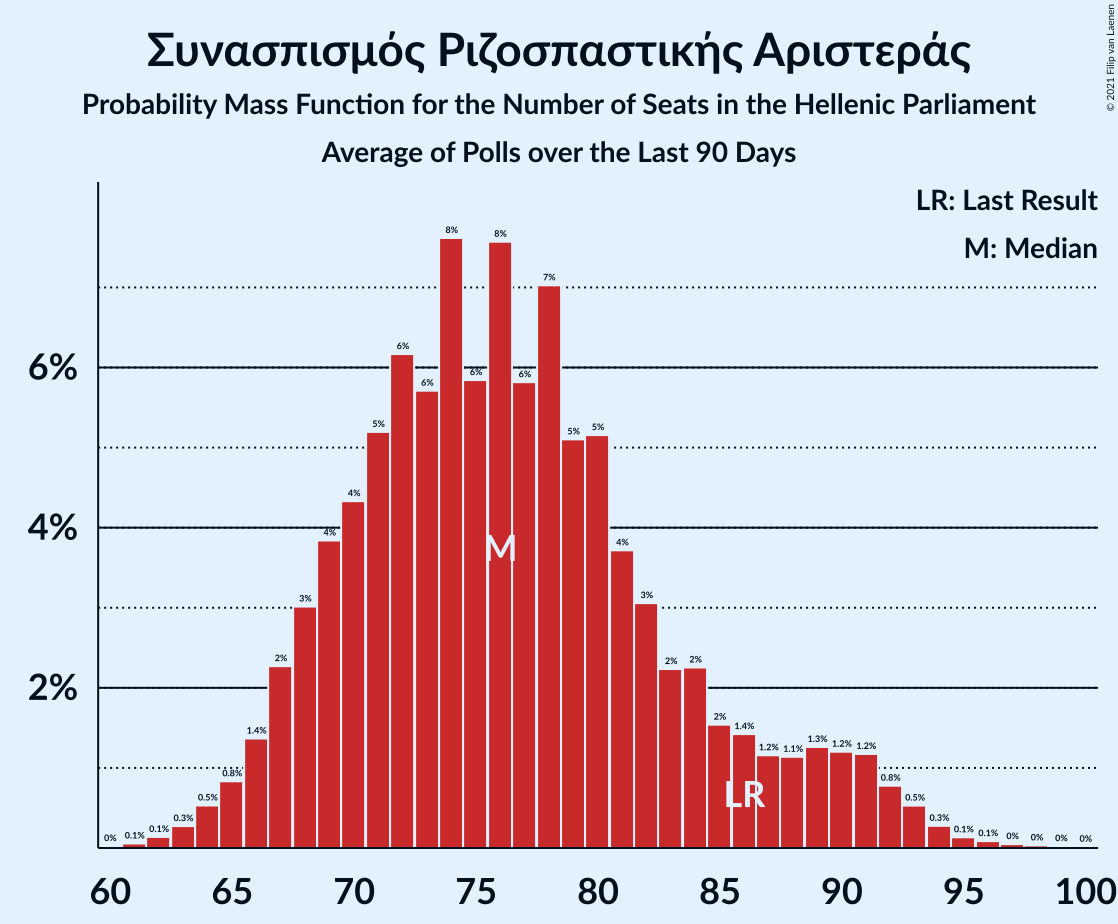 Συνασπισμός Ριζοσπαστικής Αριστεράς
Probability Mass Function for the Number of Seats in the Hellenic Parliament
Average of Polls over the Last 90 Days
© 2021 Filip van Laenen
LR: Last Result
M: Median
6%
4%
2%
0% 0.1% 0.1% 0.3% 0.5% 0.8% 1.4% 2% 3% 4% 4% 5% 6% 6% 8% 6% 8% 6% 7% 5% 5% 4% 3% 2% 2% 2% 1.4% 1.2% 1.1% 1.3% 1.2% 1.2% 0.8% 0.5% 0.3% 0.1% 0.1% 0% 0% 0% 0%
M
LR
60 65 70 75 80 85 90 95 100